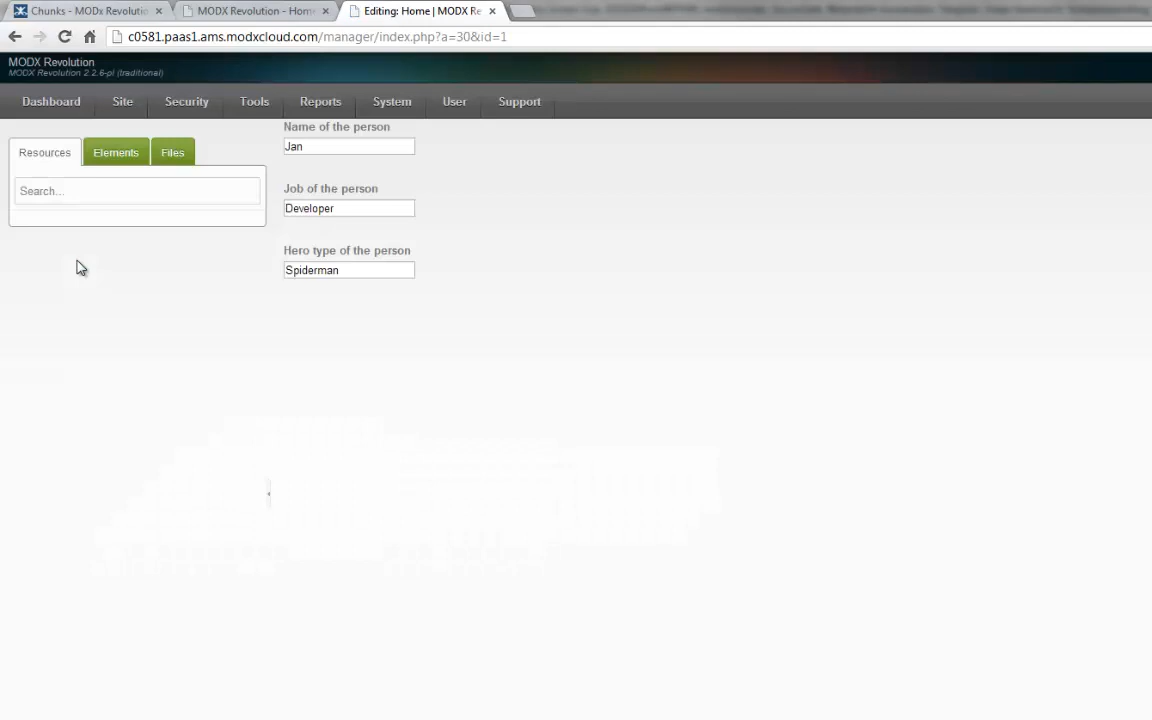 Chunks - MODx Revolutio
MODX Revolution - Home
Editing: Home | MODX Re
c0581.paas1.ams.modxcloud.com/manager/index.php?a=30&id=1
MODX Revolution
MODX Revolution 2.2.6-pl (traditional)
Dashboard Site Security Tools Reports System User Support
Resources Elements Files
Search...
Name of the person
Jan
Job of the person
Developer
Hero type of the person
Spiderman